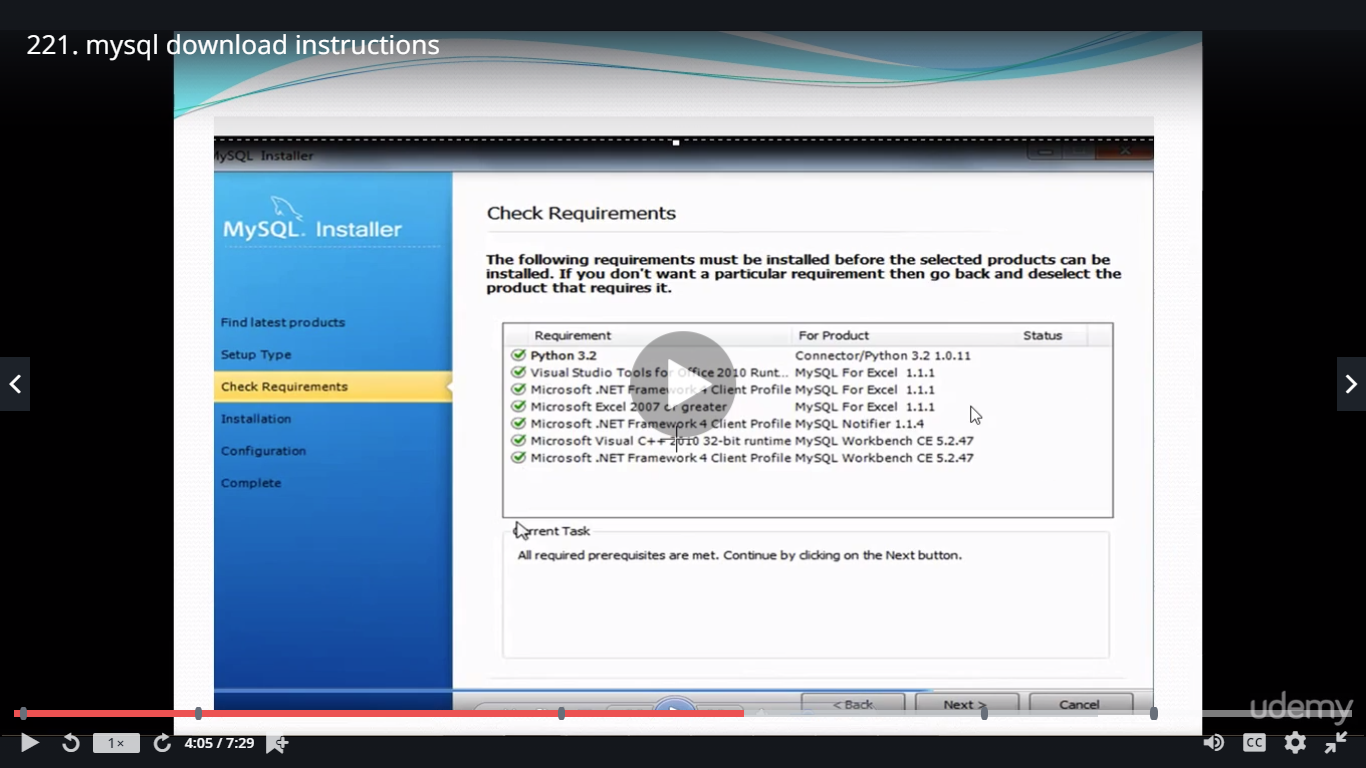 221. mysql download instructions
MySQL Installer
MySQL. Installer
Find latest products
Setup Type
Check Requirements
Installation
Configuration
Complete
Check Requirements
The following requirements must be installed before the selected products can be
installed. If you don't want a particular requirement then go back and deselect the
product that requires it.
Requirement For Product Status
Python 3.2 Connector/Python 3.2 1.0.11
Visual Studio Tools for Office 2010 Runt... MySQL For Excel 1.1.1
Microsoft .NET Framework 4 Client Profile MySQL For Excel 1.1.1
Microsoft Excel 2007 or greater MySQL For Excel 1.1.1
Microsoft .NET Framework 4 Client Profile MySQL Notifier 1.1.4
Microsoft Visual C++ 2010 32-bit runtime MySQL Workbench CE 5.2.47
Microsoft .NET Framework 4 Client Profile MySQL Workbench CE 5.2.47
Current Task
All required prerequisites are met. Continue by clicking on the Next button.
< Back Next > Cancel
udemy
1× 4:05 / 7:29 CC